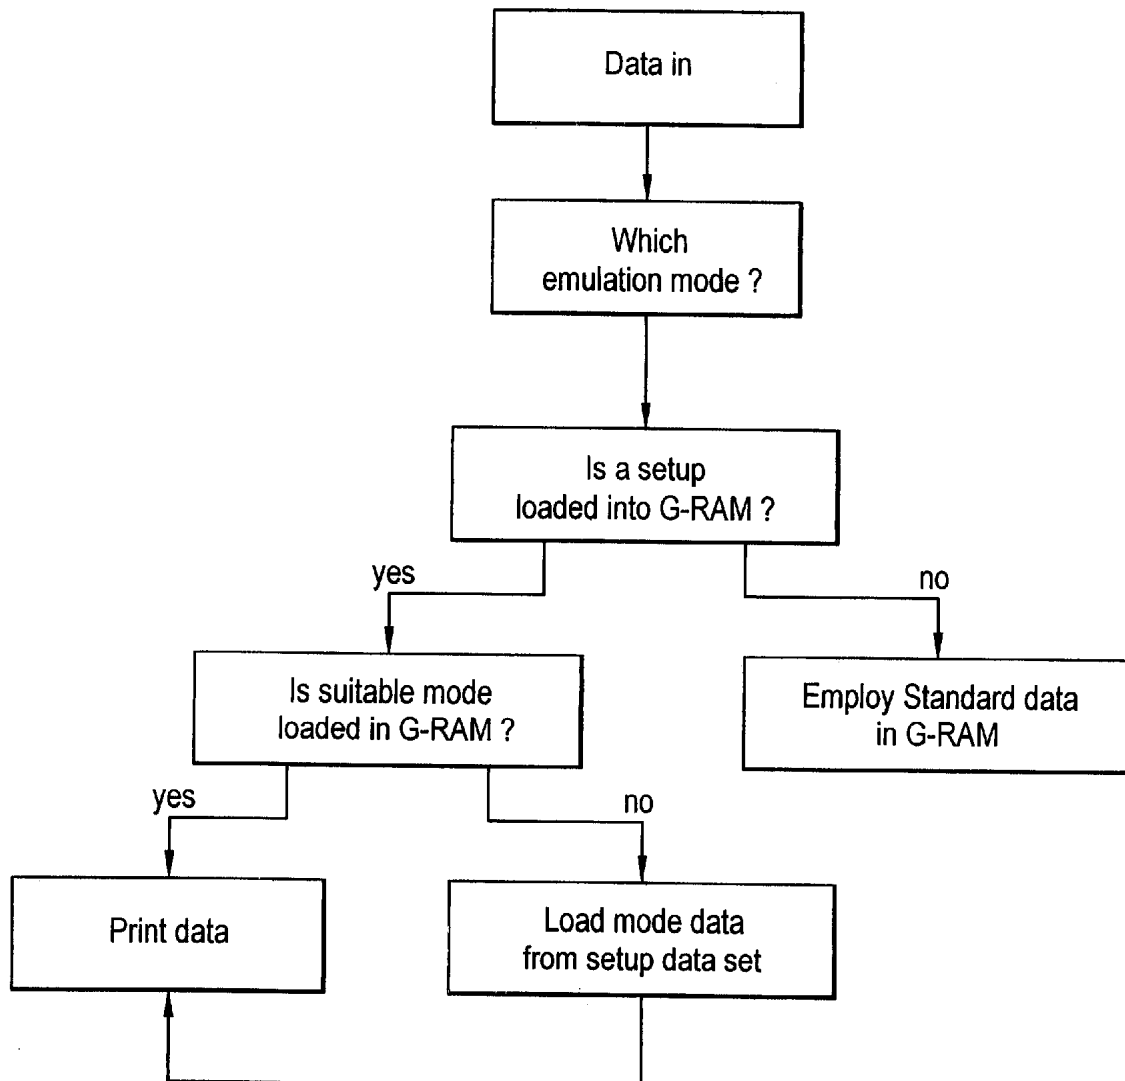 Data in
Which
emulation mode ?
Is a setup
loaded into G-RAM ?
yes
no
Is suitable mode
loaded in G-RAM ?
Employ Standard data
in G-RAM
yes
no
Print data
Load mode data
from setup data set